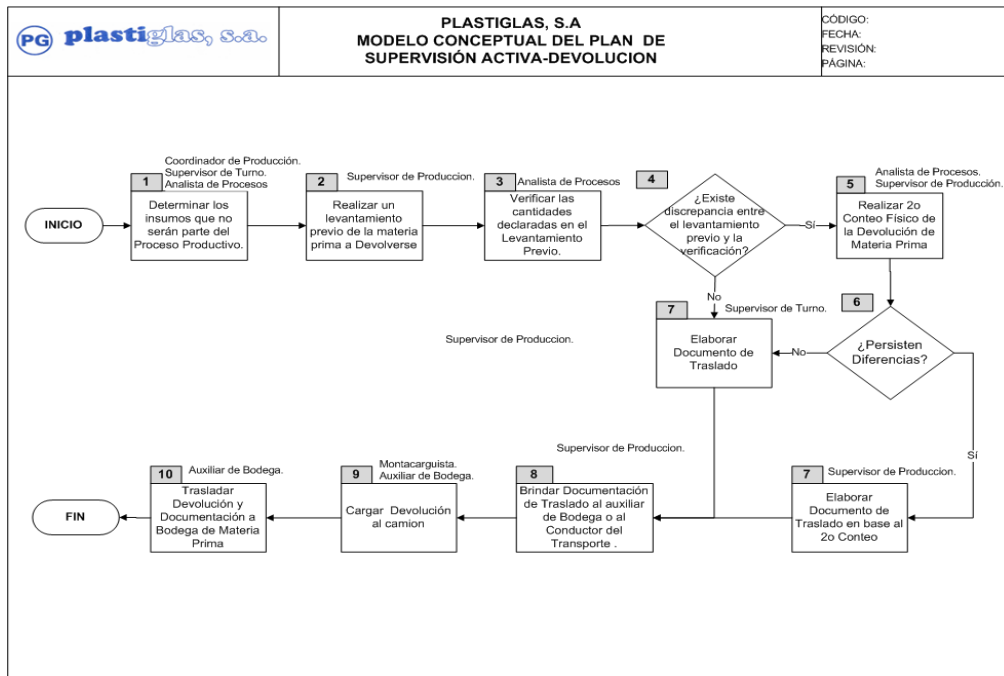 PG plastiglas, s.a.
PLASTIGLAS, S.A
MODELO CONCEPTUAL DEL PLAN DE
SUPERVISIÓN ACTIVA-DEVOLUCION
CÓDIGO:
FECHA:
REVISIÓN:
PÁGINA:
INICIO
Coordinador de Producción.
Supervisor de Turno.
Analista de Procesos
1
Determinar los
insumos que no
serán parte del
Proceso Productivo.
Supervisor de Produccion.
2
Realizar un
levantamiento
previo de la materia
prima a Devolverse
Analista de Procesos
3
Verificar las
cantidades
declaradas en el
Levantamiento
Previo.
4
¿Existe
discrepancia entre
el levantamiento
previo y la
verificación?
Sí
No
Analista de Procesos.
Supervisor de Producción.
5
Realizar 2o
Conteo Físico de
la Devolución de
Materia Prima
6
¿Persisten
Diferencias?
No
Sí
7
Supervisor de Turno.
Supervisor de Produccion.
Elaborar
Documento de
Traslado
7
Supervisor de Produccion.
Elaborar
Documento de
Traslado en base al
2o Conteo
Supervisor de Produccion.
8
Brindar Documentación
de Traslado al auxiliar
de Bodega o al
Conductor del
Transporte .
Montacarguista.
Auxiliar de Bodega.
9
Cargar Devolución
al camion
Auxiliar de Bodega.
10
Trasladar
Devolución y
Documentación a
Bodega de Materia
Prima
FIN